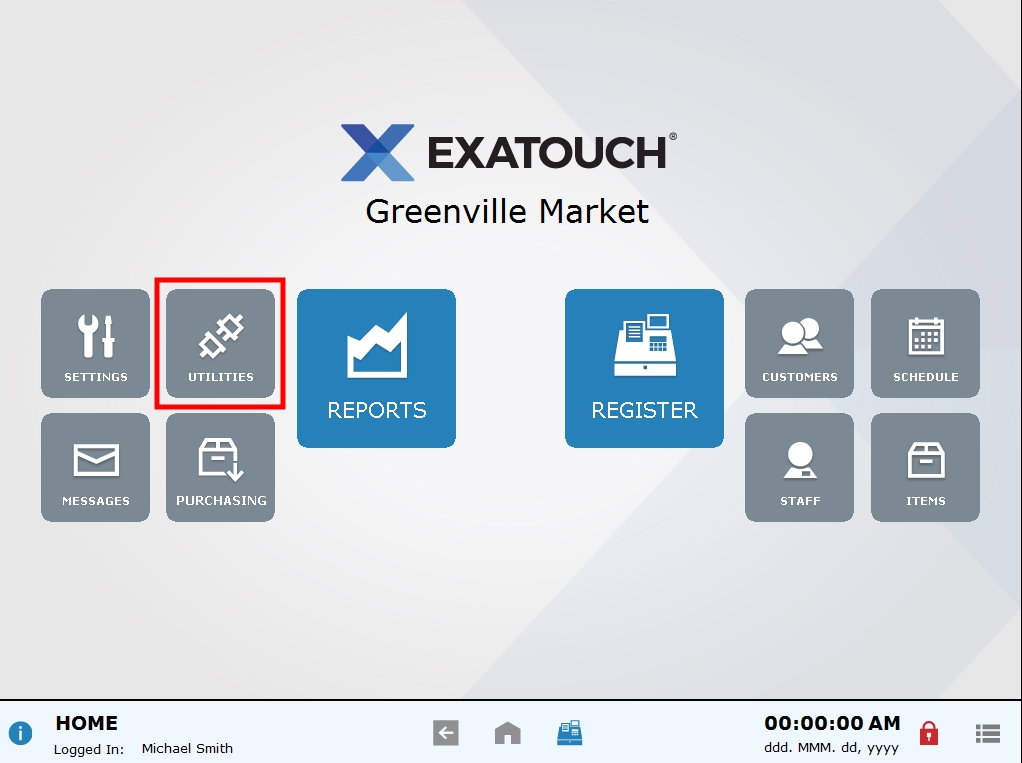 EXATOUCH®
Greenville Market
SETTINGS
UTILITIES
REPORTS
REGISTER
CUSTOMERS
SCHEDULE
MESSAGES
PURCHASING
STAFF
ITEMS
HOME
Logged In: Michael Smith
00:00:00 AM
ddd. MMM. dd, yyyy